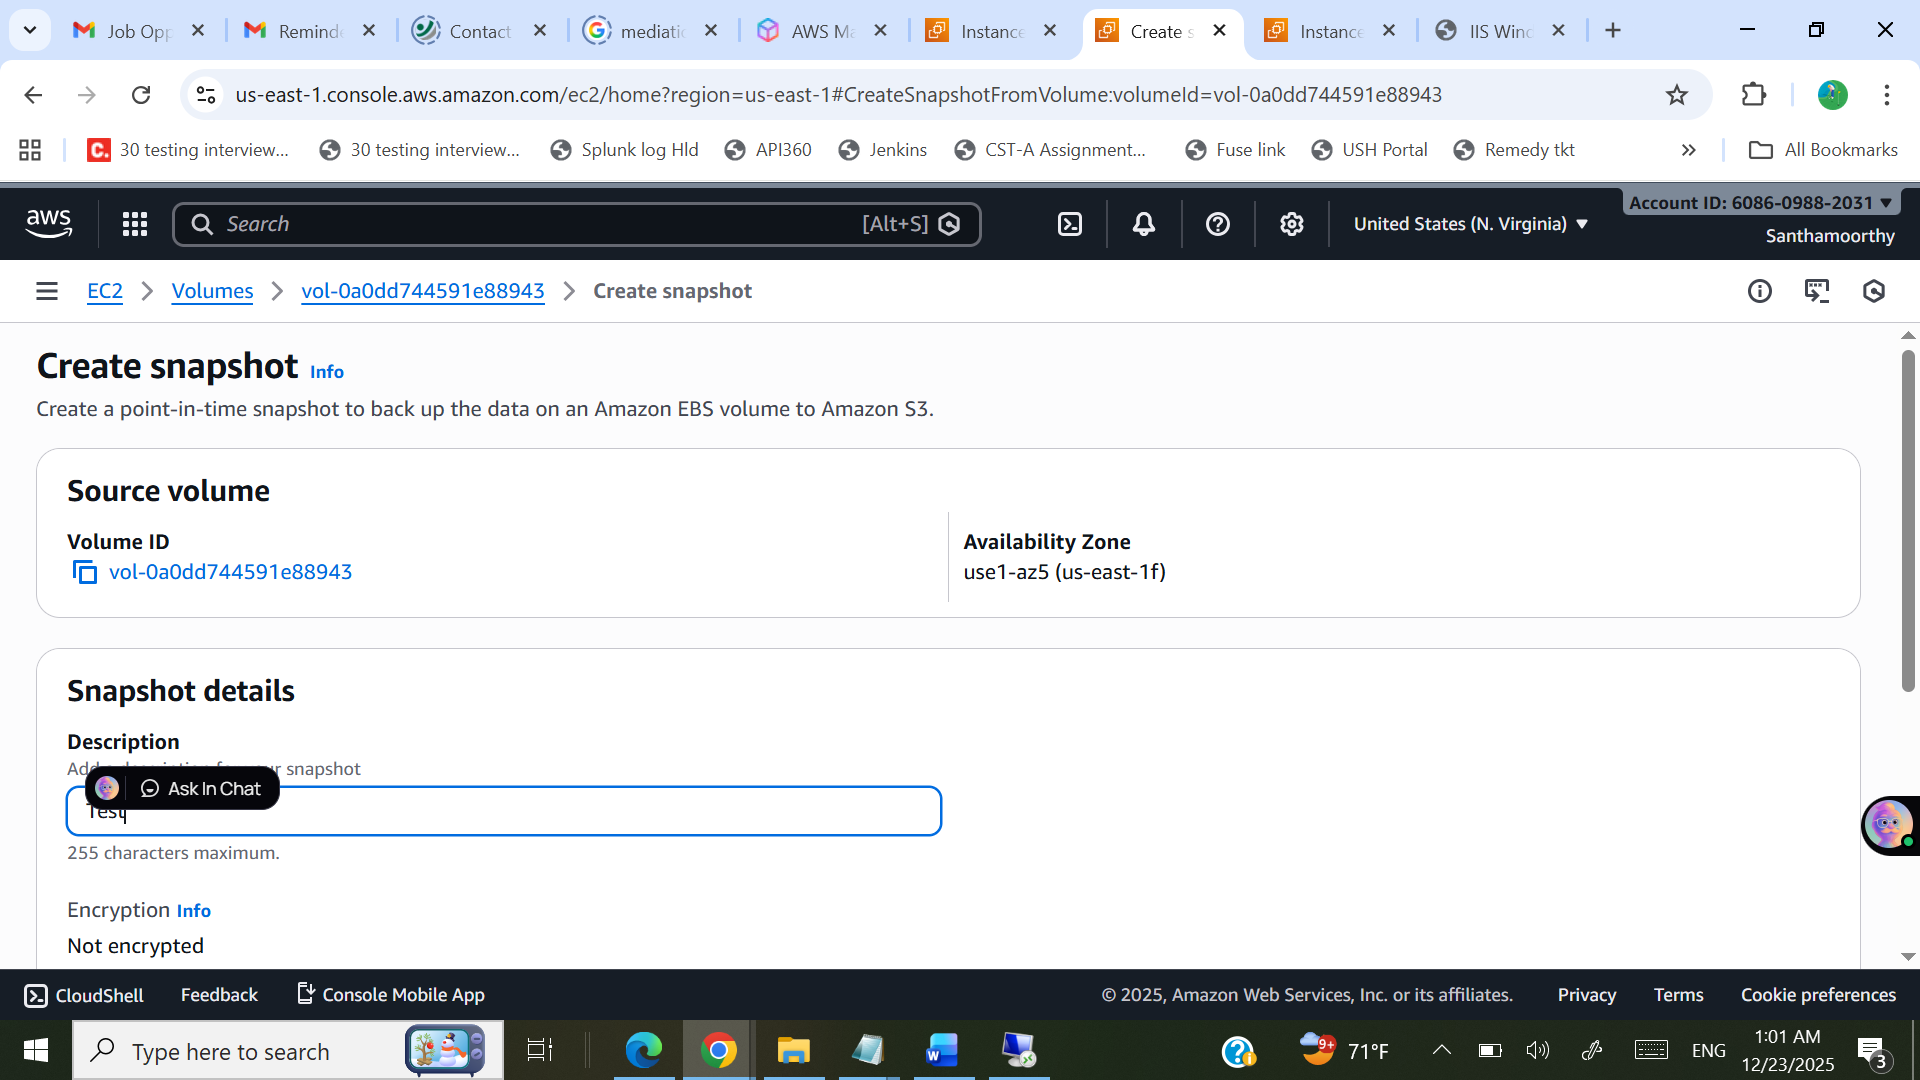 Job Opp
Reminde
Contact
mediatio
AWS Ma
Instance
Create s
Instance
IIS Wind
us-east-1.console.aws.amazon.com/ec2/home?region=us-east-1#CreateSnapshotFromVolume:volumeId=vol-0a0dd744591e88943
30 testing interview...
30 testing interview...
Splunk log Hld
API360
Jenkins
CST-A Assignment...
Fuse link
USH Portal
Remedy tkt
»
All Bookmarks
aws
Search
[Alt+S]
United States (N. Virginia)
Account ID: 6086-0988-2031
Santhamoorthy
EC2
Volumes
vol-0a0dd744591e88943
Create snapshot
Create snapshot Info
Create a point-in-time snapshot to back up the data on an Amazon EBS volume to Amazon S3.
Source volume
Volume ID
vol-0a0dd744591e88943
Availability Zone
use1-az5 (us-east-1f)
Snapshot details
Description
snapshot
Ask In Chat
Test
255 characters maximum.
Encryption Info
Not encrypted
CloudShell
Feedback
Console Mobile App
© 2025, Amazon Web Services, Inc. or its affiliates.
Privacy
Terms
Cookie preferences
Type here to search
9+
71°F
ENG
1:01 AM
12/23/2025
3